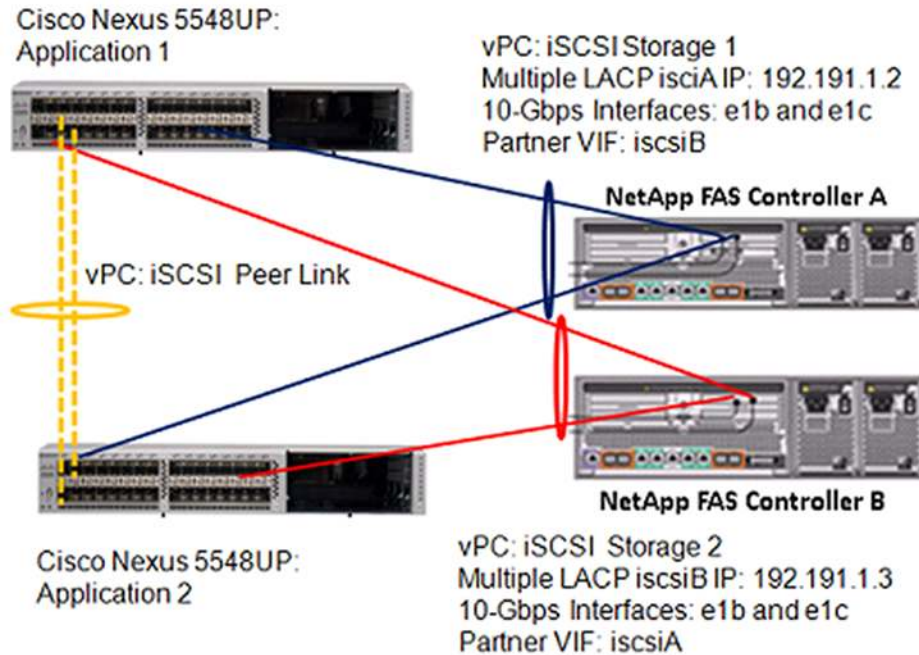 Cisco Nexus 5548UP:
Application 1
vPC: iSCSI Storage 1
Multiple LACP isciA IP: 192.191.1.2
10-Gbps Interfaces: e1b and e1c
Partner VIF: iscsiB
NetApp FAS Controller A
vPC: iSCSI Peer Link
NetApp FAS Controller B
Cisco Nexus 5548UP:
Application 2
vPC: iSCSI Storage 2
Multiple LACP iscsiB IP: 192.191.1.3
10-Gbps Interfaces: e1b and e1c
Partner VIF: iscsiA